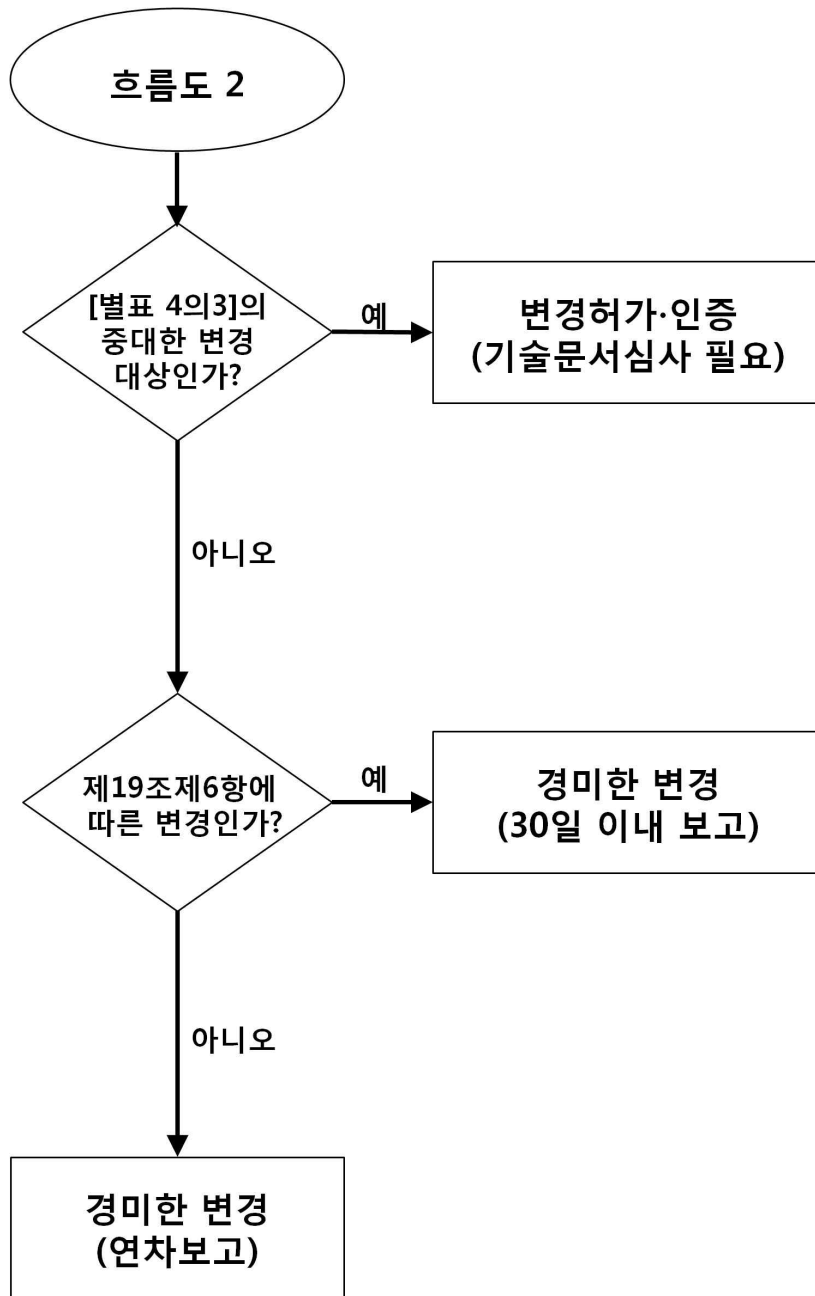 흐름도 2
[별표 4의3]의
중대한 변경
대상인가?
예
변경허가·인증
(기술문서심사 필요)
아니오
제19조제6항에
따른 변경인가?
예
경미한 변경
(30일 이내 보고)
아니오
경미한 변경
(연차보고)